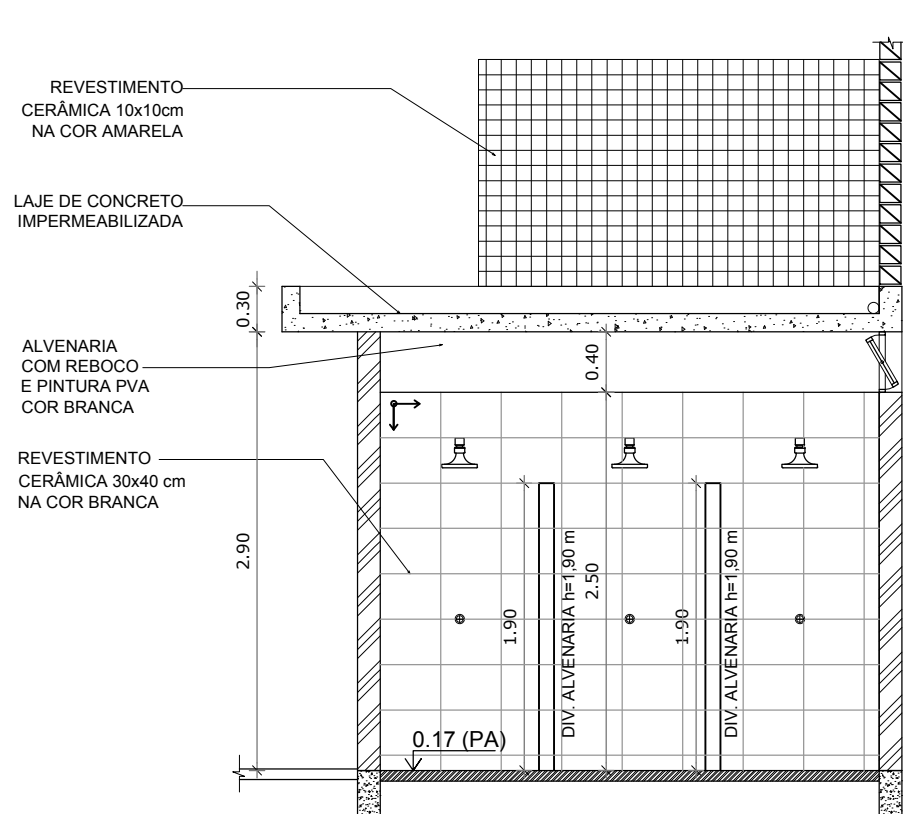 REVESTIMENTO
CERÂMICA 10x10cm
NA COR AMARELA
LAJE DE CONCRETO
IMPERMEABILIZADA
0.30
ALVENARIA
COM REBOCO
E PINTURA PVA
COR BRANCA
0.40
REVESTIMENTO
CERÂMICA 30x40 cm
NA COR BRANCA
2.90
1.90
DIV. ALVENARIA h=1,90 m
2.50
1.90
DIV. ALVENARIA h=1,90 m
0.17 (PA)